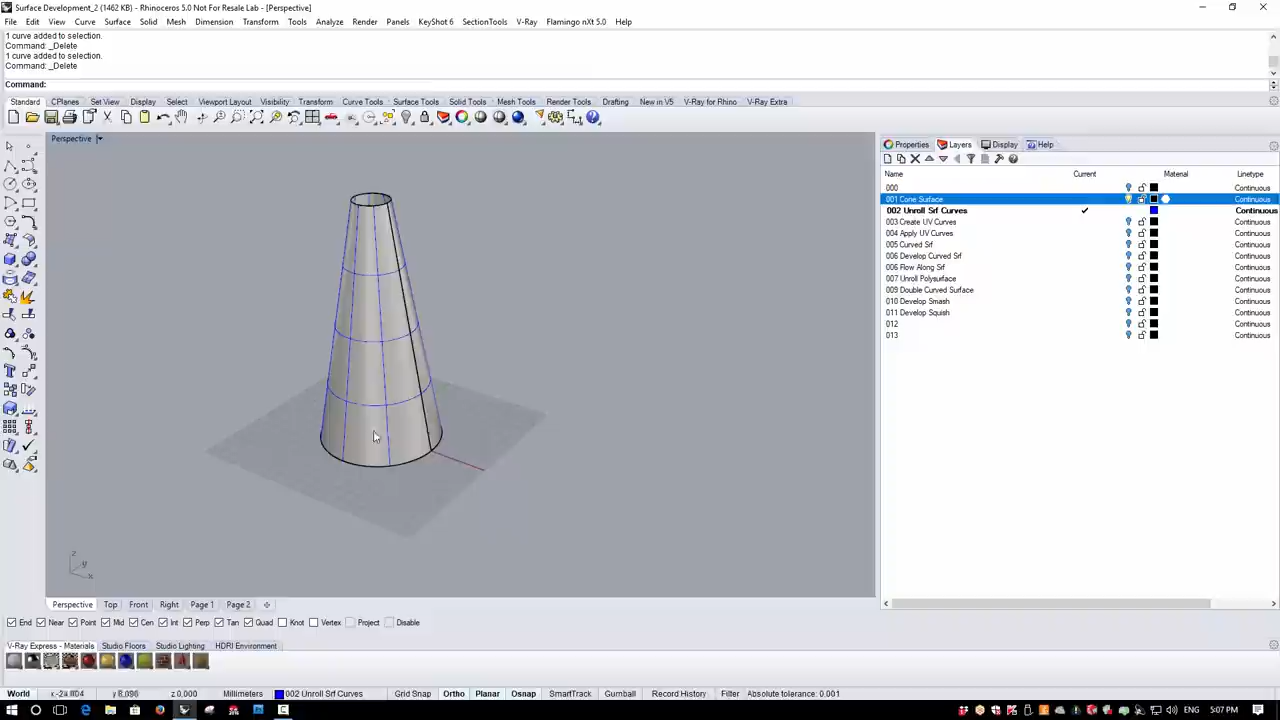 Surface Development_2 (1462 KB) - Rhinoceros 5.0 Not For Resale Lab - [Perspective]
File Edit View Curve Surface Solid Mesh Dimension Transform Tools Analyze Render Panels KeyShot 6 SectionTools V-Ray Flamingo nXt 5.0 Help
1 curve added to selection.
Command: _Delete
1 curve added to selection.
Command: _Delete
Command:
Standard CPlanes Set View Display Select Viewport Layout Visibility Transform Curve Tools Surface Tools Solid Tools Mesh Tools Render Tools Drafting New in V5 V-Ray for Rhino V-Ray Extra
Perspective
Properties Layers Display Help
Name Current Material Linetype
000 Continuous
001 Cone Surface Continuous
002 Unroll Srf Curves Continuous
003 Create UV Curves Continuous
004 Apply UV Curves Continuous
005 Curved Srf Continuous
006 Develop Curved Srf Continuous
006 Flow Along Srf Continuous
007 Unroll Polysurface Continuous
009 Double Curved Surface Continuous
010 Develop Smash Continuous
011 Develop Squish Continuous
012 Continuous
013 Continuous
z
y
x
Perspective Top Front Right Page 1 Page 2
End Near Point Mid Cen Int Perp Tan Quad Knot Vertex Project Disable
V-Ray Express - Materials Studio Floors Studio Lighting HDRI Environment
World x -24.804 y 8.096 z 0.000 Millimeters 002 Unroll Srf Curves Grid Snap Ortho Planar Osnap SmartTrack Gumball Record History Filter Absolute tolerance: 0.001
ENG 5:07 PM